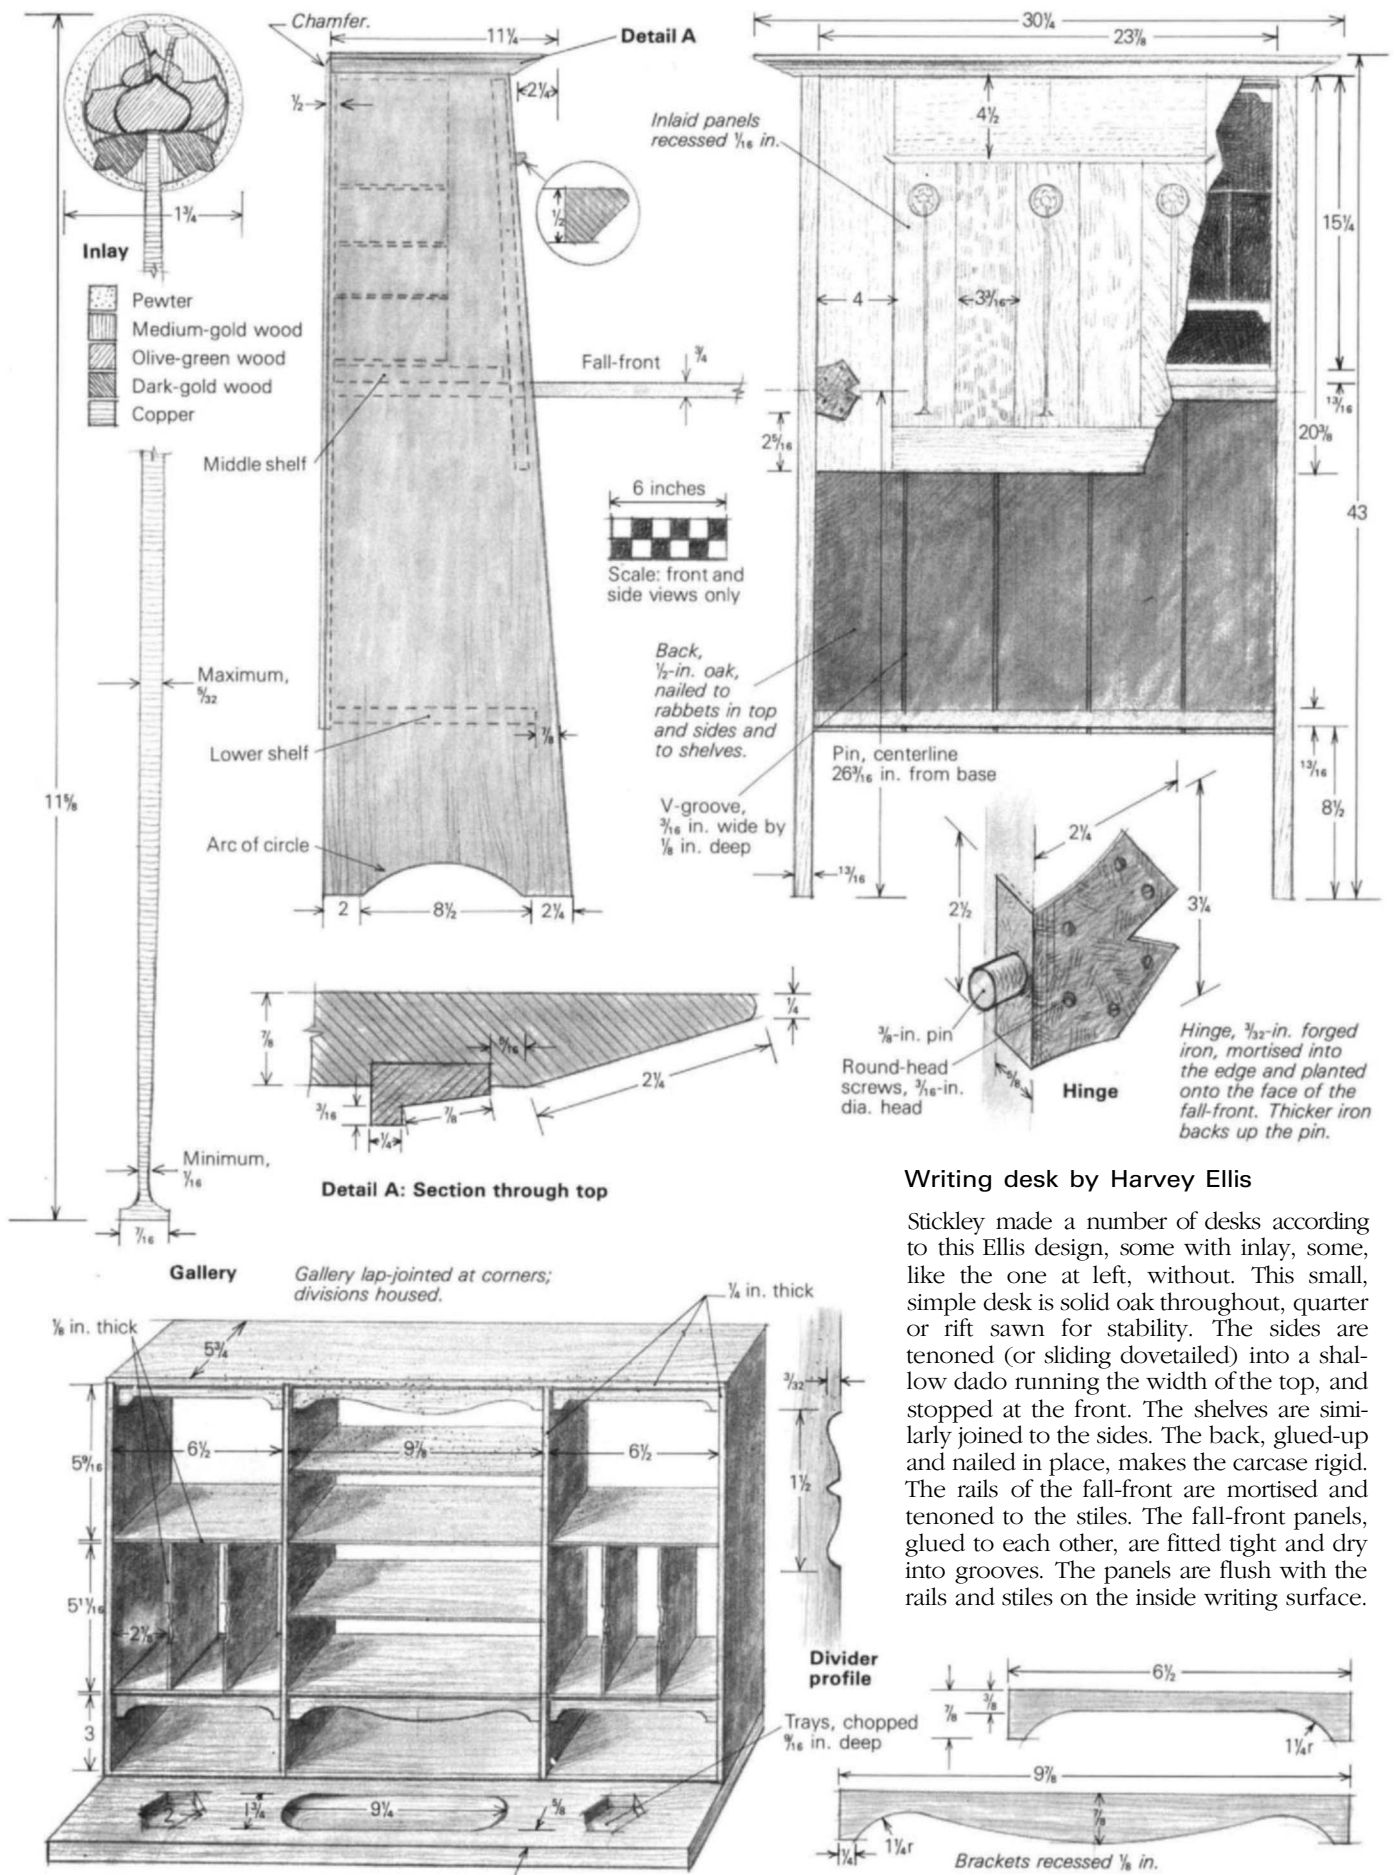 Chamfer.
11¼
Detail A
30¼
23⅞
½
2¼
½
Inlaid panels
recessed 1/16 in.
4½
15¼
4
3 3/16
13/16
20⅜
2 5/16
43
1¾
Inlay
Pewter
Medium-gold wood
Olive-green wood
Dark-gold wood
Copper
Fall-front
¾
Middle shelf
6 inches
Scale: front and
side views only
Maximum,
5/32
Back,
½-in. oak,
nailed to
rabbets in top
and sides and
to shelves.
Lower shelf
⅞
11⅝
V-groove,
3/16 in. wide by
⅛ in. deep
Pin, centerline
26 3/16 in. from base
13/16
8½
13/16
Arc of circle
2
8½
2¼
2¼
2½
3¼
⅜-in. pin
Round-head
screws, 3/16-in.
dia. head
⅝
Hinge
Hinge, 3/32-in. forged
iron, mortised into
the edge and planted
onto the face of the
fall-front. Thicker iron
backs up the pin.
⅞
¼
5/16
2¼
3/16
⅞
¼
Detail A: Section through top
Minimum,
1/16
7/16
Writing desk by Harvey Ellis
Stickley made a number of desks according
to this Ellis design, some with inlay, some,
like the one at left, without. This small,
simple desk is solid oak throughout, quarter
or rift sawn for stability. The sides are
tenoned (or sliding dovetailed) into a shal-
low dado running the width of the top, and
stopped at the front. The shelves are simi-
larly joined to the sides. The back, glued-up
and nailed in place, makes the carcase rigid.
The rails of the fall-front are mortised and
tenoned to the stiles. The fall-front panels,
glued to each other, are fitted tight and dry
into grooves. The panels are flush with the
rails and stiles on the inside writing surface.
Gallery
Gallery lap-jointed at corners;
divisions housed.
⅛ in. thick
¼ in. thick
5¾
5 9/16
6½
9⅞
6½
5 11/16
2⅛
3
2
1¾
9¼
⅝
Trays, chopped
9/16 in. deep
3/32
1½
Divider
profile
6½
⅞
⅜
1¼r
9⅞
⅞
¼
1¼r
Brackets recessed ⅛ in.